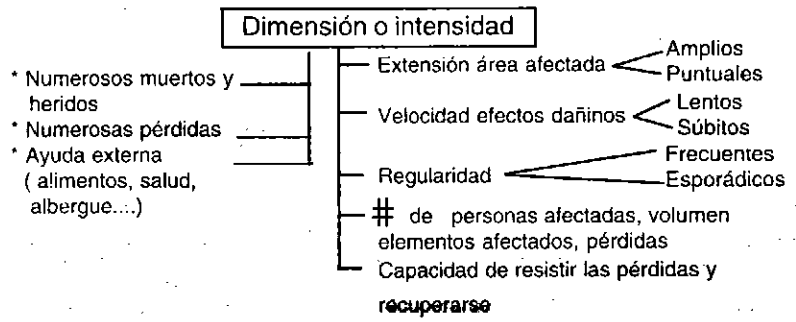 Dimensión o intensidad
* Numerosos muertos y
heridos
* Numerosas pérdidas
* Ayuda externa
( alimentos, salud,
albergue....)
Extensión área afectada
Amplios
Puntuales
Velocidad efectos dañinos
Lentos
Súbitos
Regularidad
Frecuentes
Esporádicos
# de personas afectadas, volumen
elementos afectados, pérdidas
Capacidad de resistir las pérdidas y
recuperarse